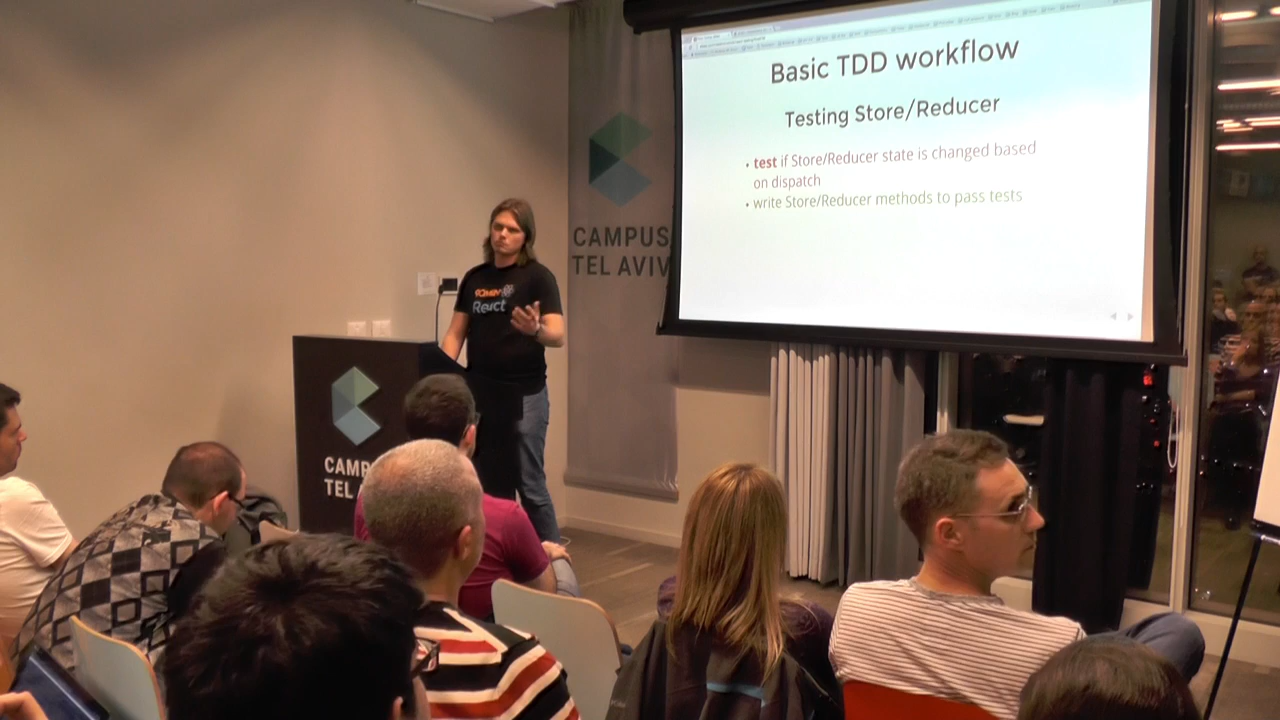 Basic TDD workflow
Testing Store/Reducer
• test if Store/Reducer state is changed based
on dispatch
• write Store/Reducer methods to pass tests
CAMPUS
TEL AVIV
React
CAMP
TEL